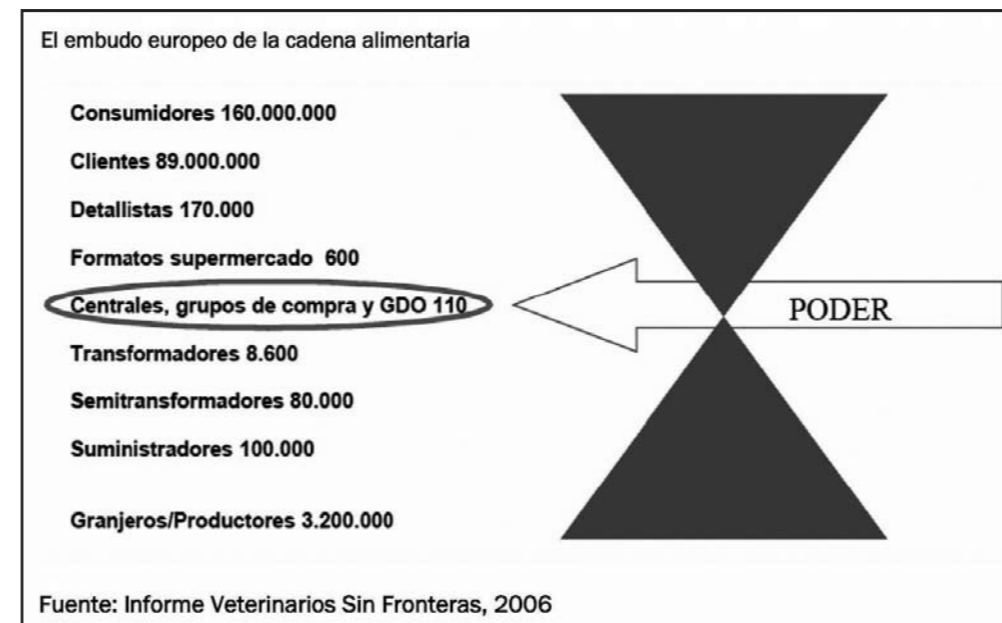 El embudo europeo de la cadena alimentaria
Consumidores 160.000.000
Clientes 89.000.000
Detallistas 170.000
Formatos supermercado 600
Centrales, grupos de compra y GDO 110
PODER
Transformadores 8.600
Semitransformadores 80.000
Suministradores 100.000
Granjeros/Productores 3.200.000
Fuente: Informe Veterinarios Sin Fronteras, 2006